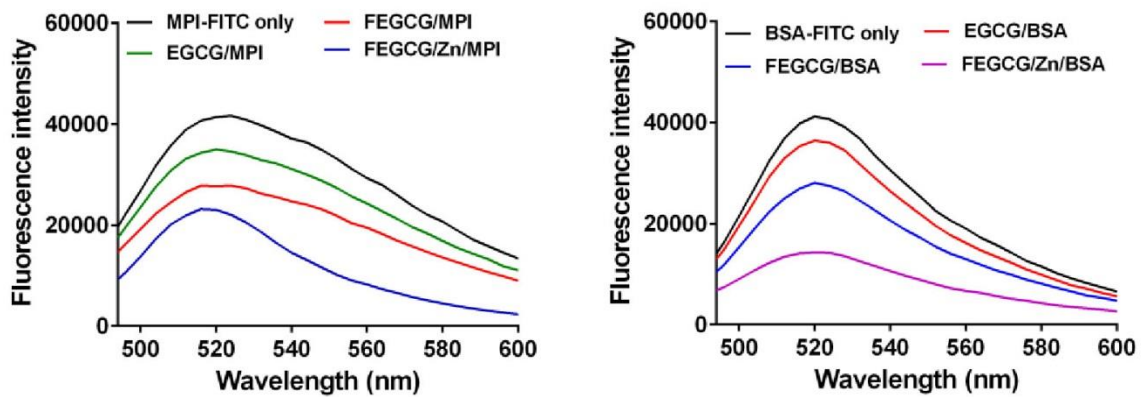 60000
40000
20000
0
Fluorescence intensity
MPI-FITC only
FEGCG/MPI
EGCG/MPI
FEGCG/Zn/MPI
500 520 540 560 580 600
Wavelength (nm)
60000
40000
20000
0
Fluorescence intensity
BSA-FITC only
EGCG/BSA
FEGCG/BSA
FEGCG/Zn/BSA
500 520 540 560 580 600
Wavelength (nm)